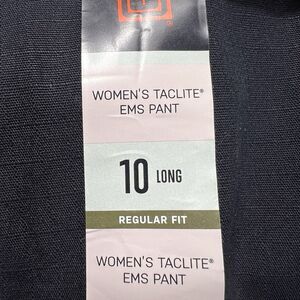 WOMEN'S TACLITE®
EMS PANT
10 LONG
REGULAR FIT
WOMEN'S TACLITE®
EMS PANT